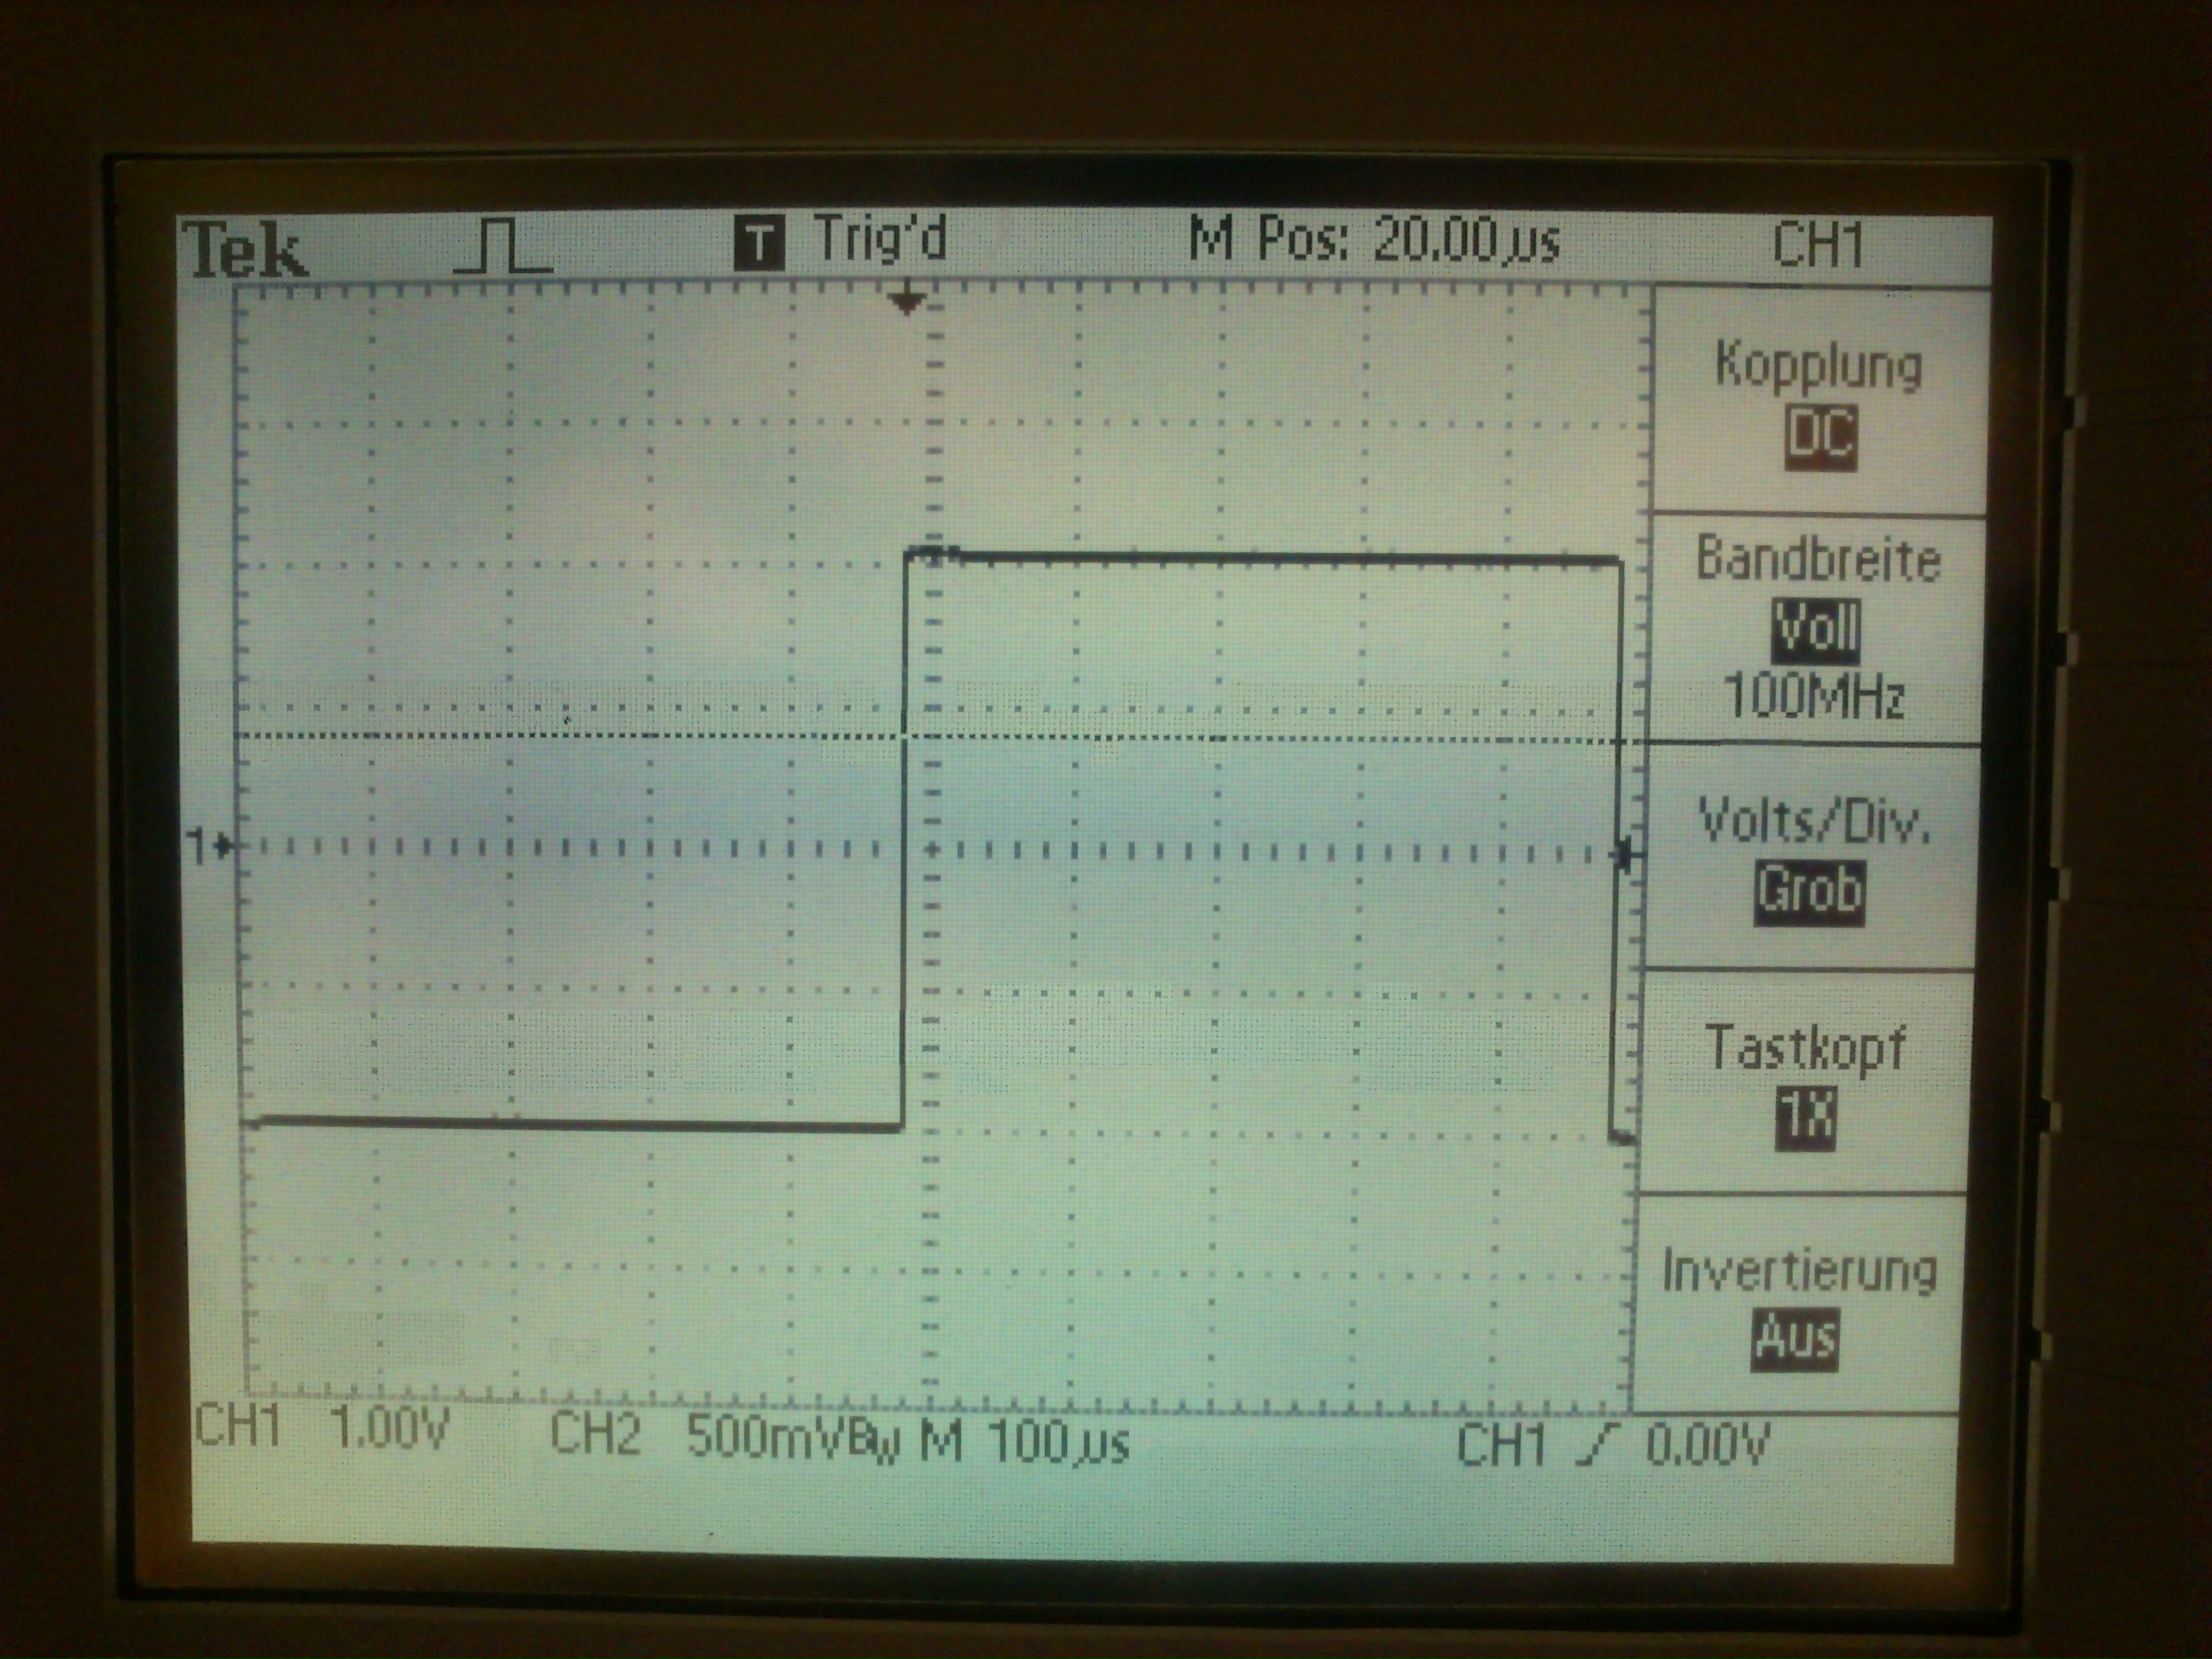 Tek T Trig'd M Pos: 20.00µs CH1
Kopplung
DC
Bandbreite
Voll
100MHz
Volts/Div.
Grob
1
Tastkopf
1X
Invertierung
Aus
CH1 1.00V CH2 500mVBw M 100µs CH1 0.00V